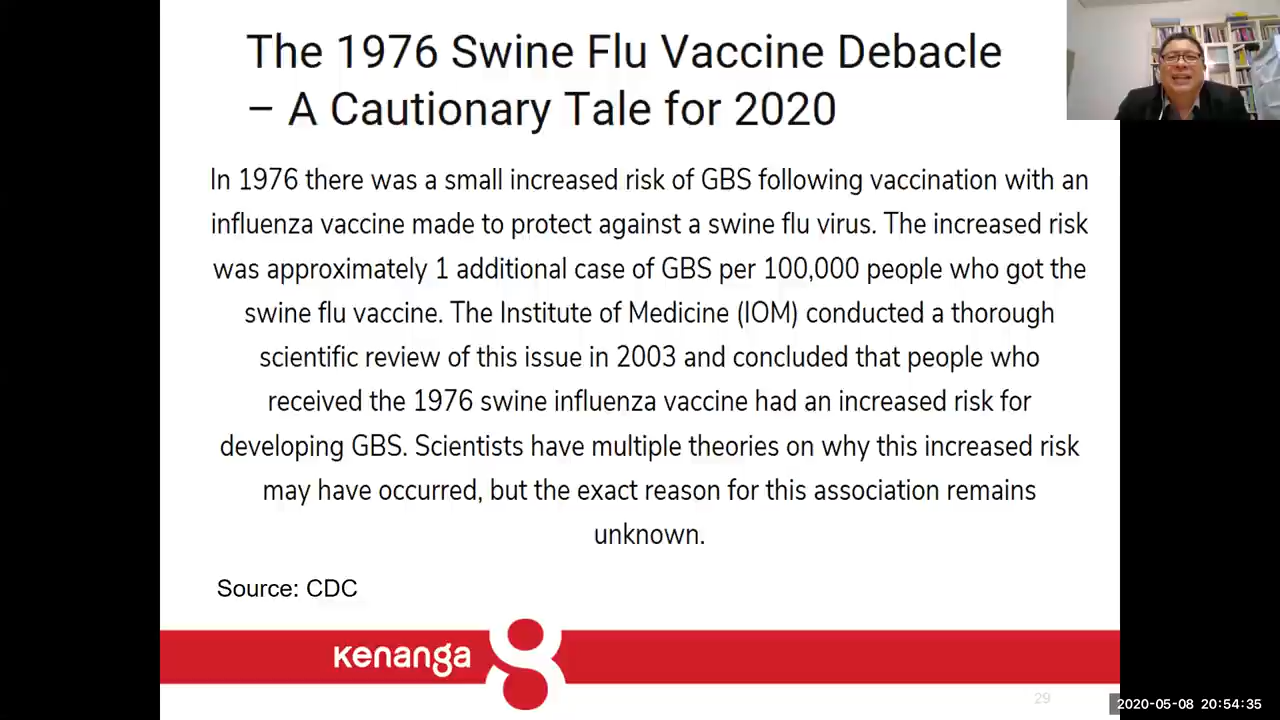 The 1976 Swine Flu Vaccine Debacle
– A Cautionary Tale for 2020
In 1976 there was a small increased risk of GBS following vaccination with an
influenza vaccine made to protect against a swine flu virus. The increased risk
was approximately 1 additional case of GBS per 100,000 people who got the
swine flu vaccine. The Institute of Medicine (IOM) conducted a thorough
scientific review of this issue in 2003 and concluded that people who
received the 1976 swine influenza vaccine had an increased risk for
developing GBS. Scientists have multiple theories on why this increased risk
may have occurred, but the exact reason for this association remains
unknown.
Source: CDC
kenanga
29
2020-05-08 20:54:35